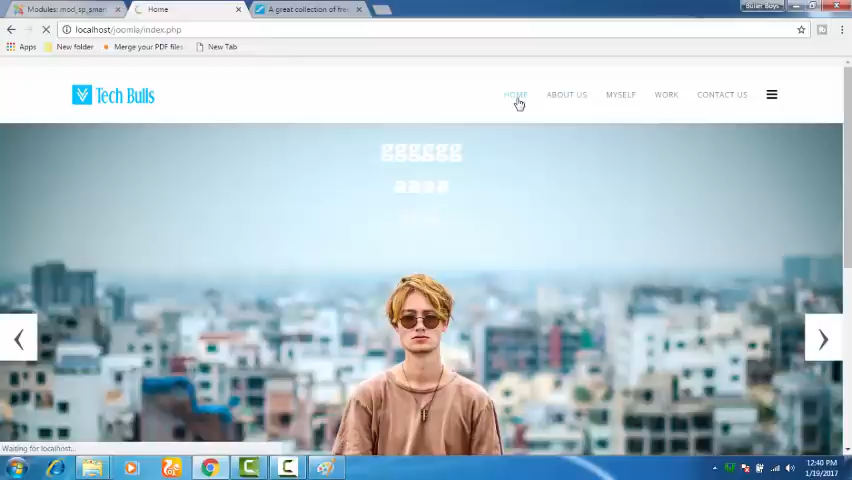 Modules: mod_sp_smar
Home
A great collection of fre
Buller Boys
localhost/joomla/index.php
Apps
New folder
Merge your PDF files
New Tab
Tech Bulls
HOME
ABOUT US
MYSELF
WORK
CONTACT US
gggggg
aaaa
Waiting for localhost...
12:40 PM
1/19/2017